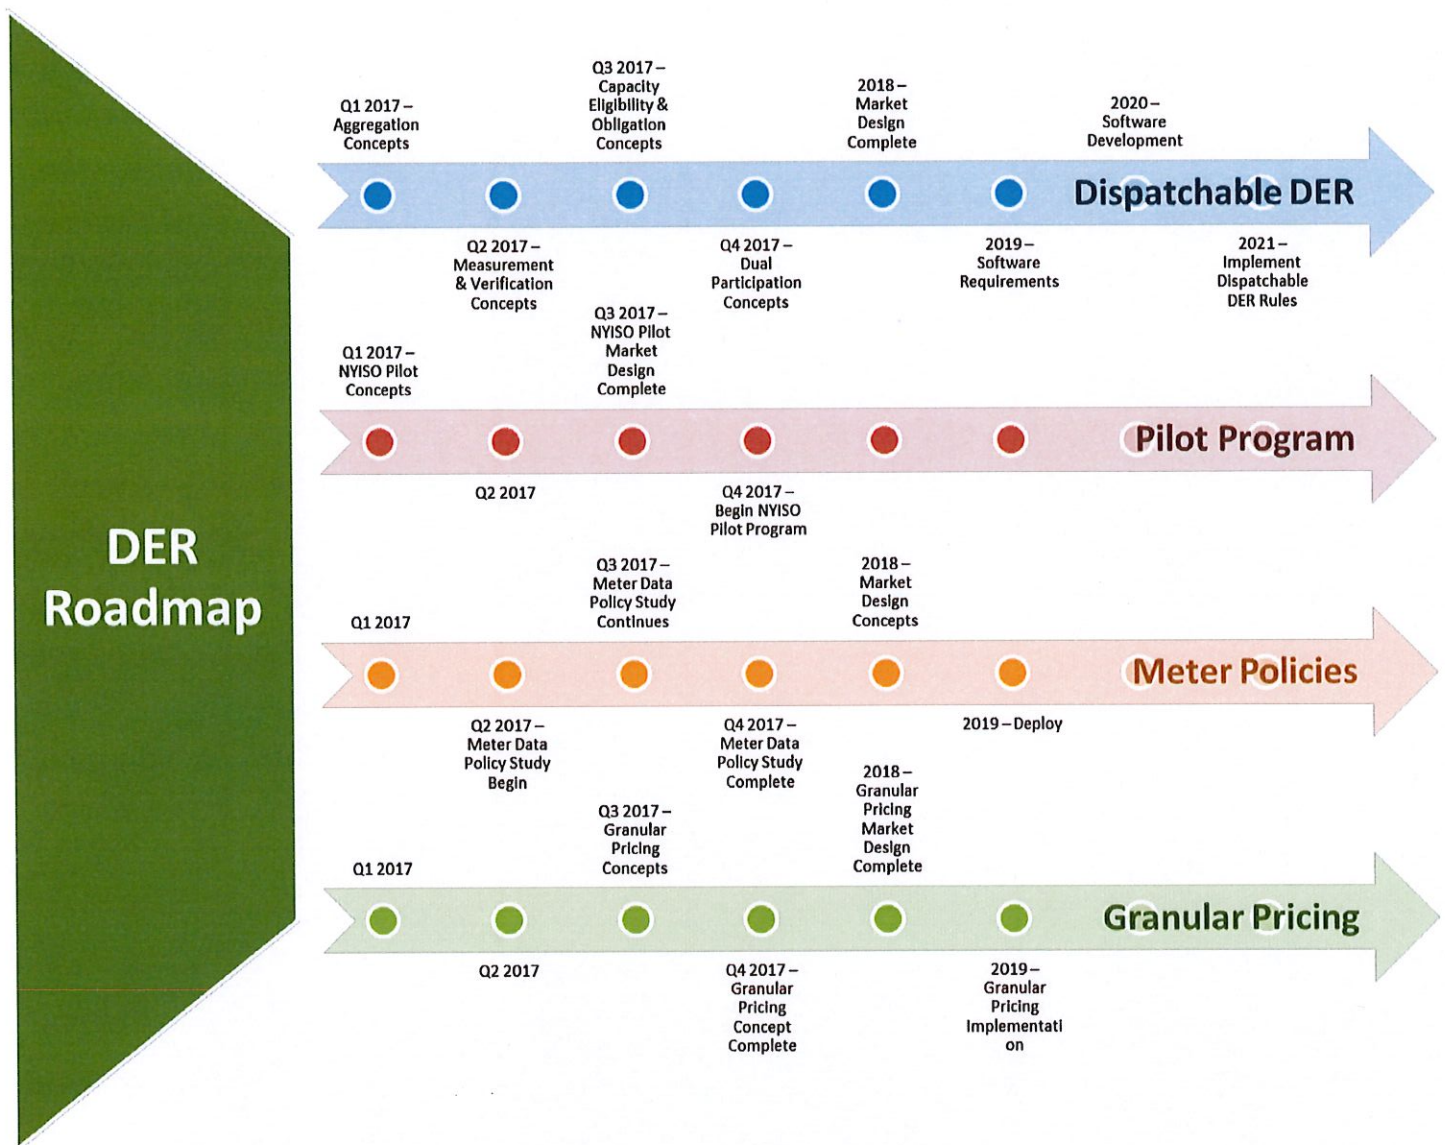 DER
Roadmap
Q1 2017 –
Aggregation
Concepts
Q3 2017 –
Capacity
Eligibility &
Obligation
Concepts
2018 –
Market
Design
Complete
2020 –
Software
Development
Dispatchable DER
Q2 2017 –
Measurement
& Verification
Concepts
Q4 2017 –
Dual
Participation
Concepts
2019 –
Software
Requirements
2021 –
Implement
Dispatchable
DER Rules
Q1 2017 –
NYISO Pilot
Concepts
Q3 2017 –
NYISO Pilot
Market
Design
Complete
Pilot Program
Q2 2017
Q4 2017 –
Begin NYISO
Pilot Program
Q1 2017
Q3 2017 –
Meter Data
Policy Study
Continues
2018 –
Market
Design
Concepts
Meter Policies
Q2 2017 –
Meter Data
Policy Study
Begin
Q4 2017 –
Meter Data
Policy Study
Complete
2019 – Deploy
Q1 2017
Q3 2017 –
Granular
Pricing
Concepts
2018 –
Granular
Pricing
Market
Design
Complete
Granular Pricing
Q2 2017
Q4 2017 –
Granular
Pricing
Concept
Complete
2019 –
Granular
Pricing
Implementati
on